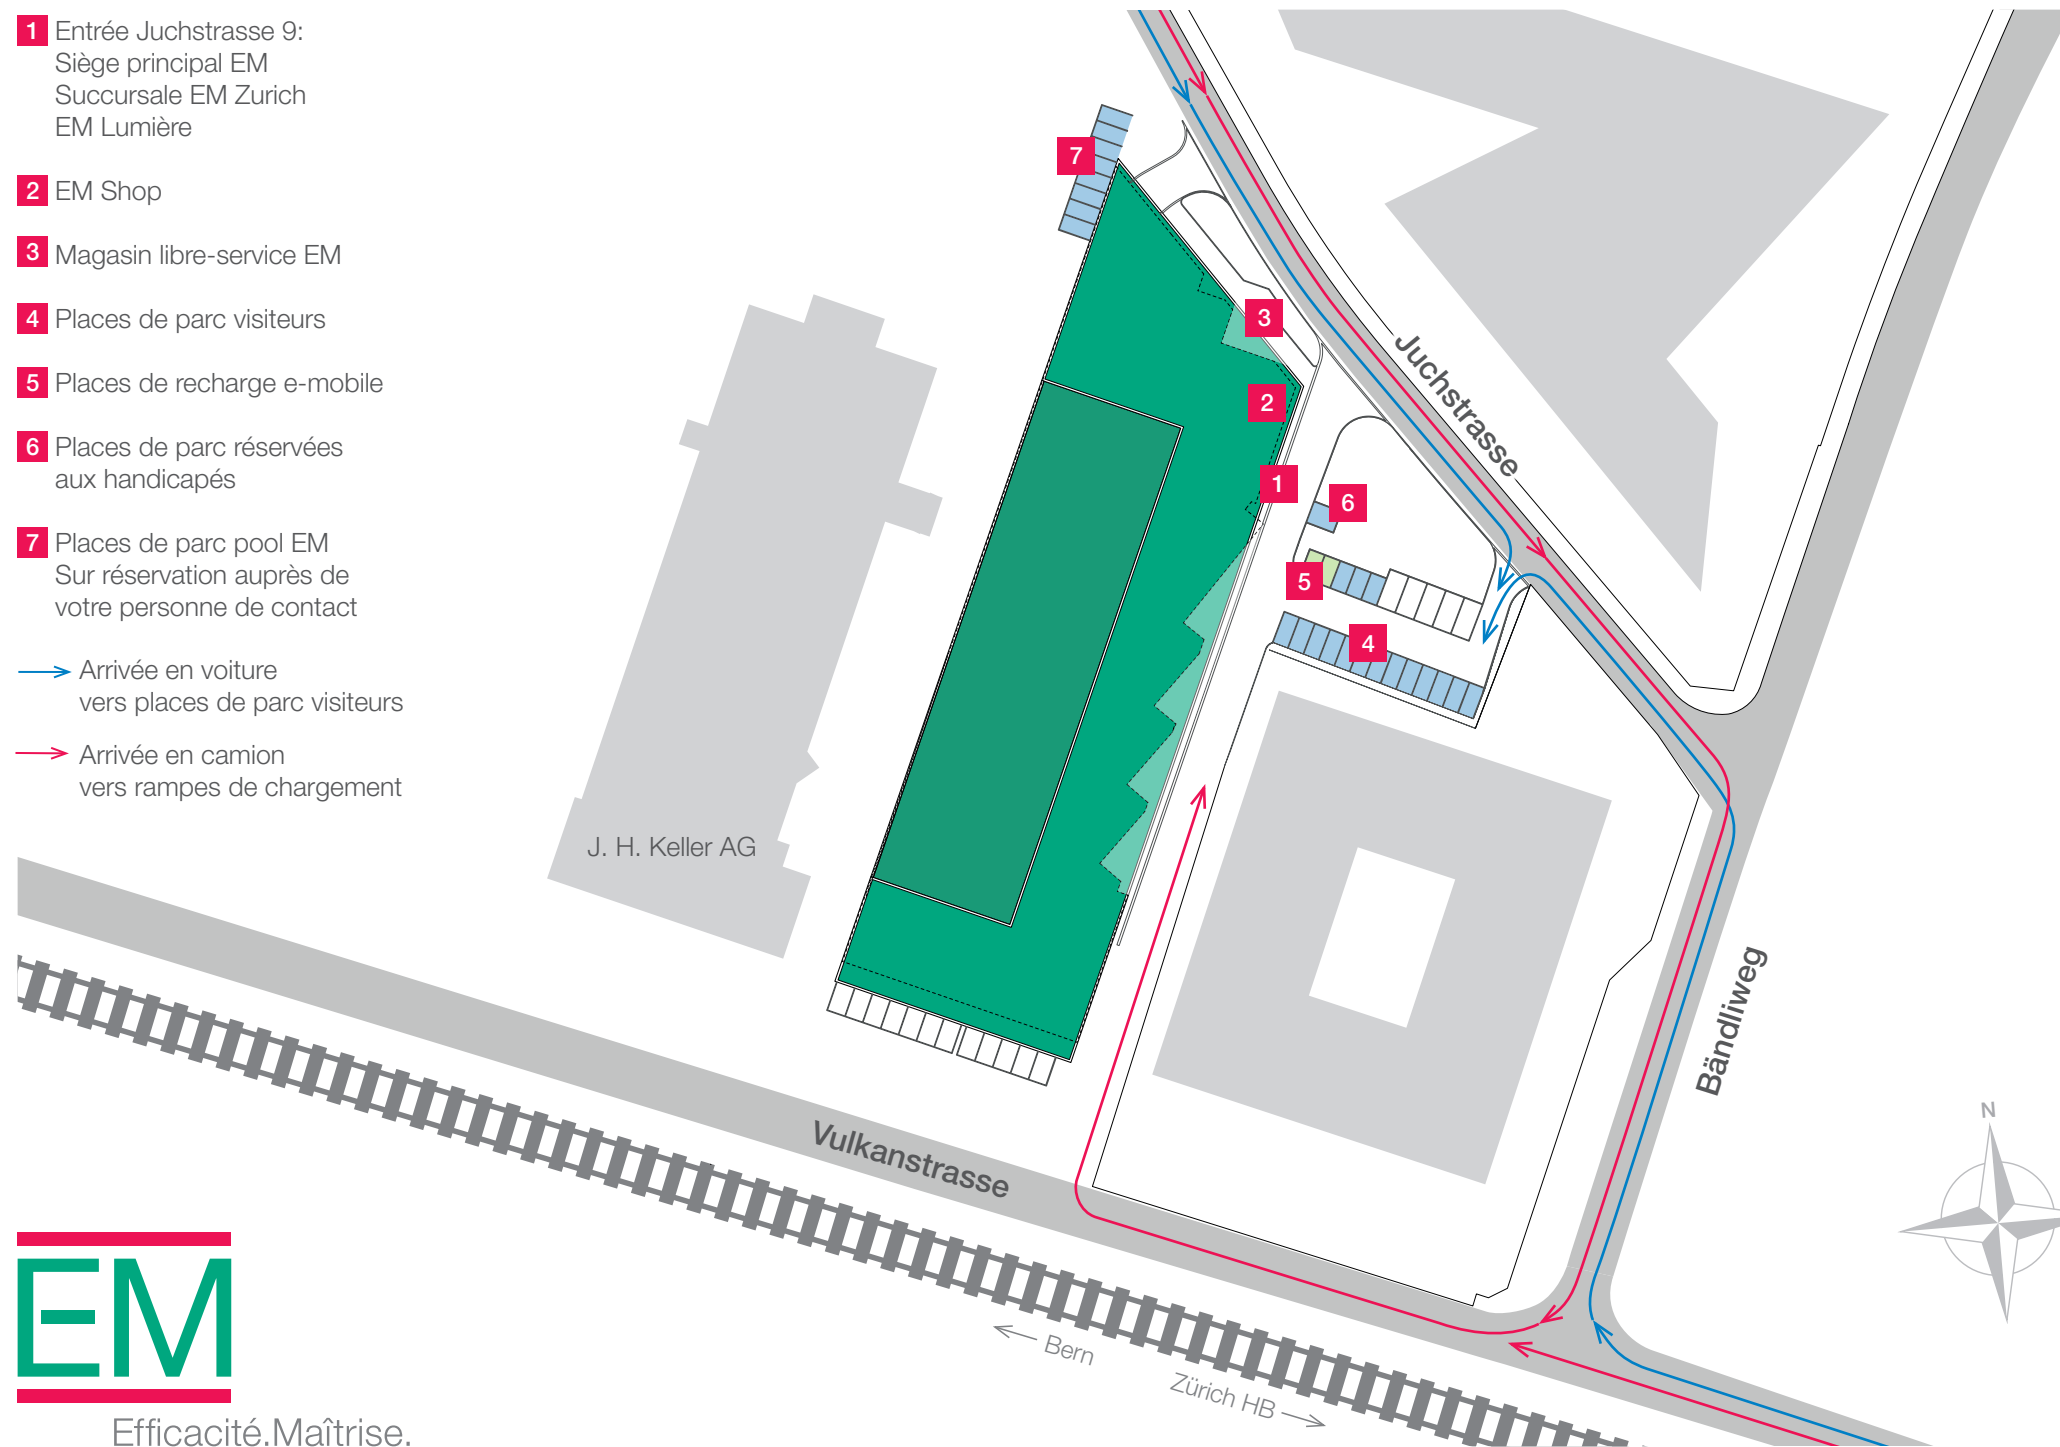 1 Entrée Juchstrasse 9:
Siège principal EM
Succursale EM Zurich
EM Lumière
2 EM Shop
3 Magasin libre-service EM
4 Places de parc visiteurs
5 Places de recharge e-mobile
6 Places de parc réservées
aux handicapés
7 Places de parc pool EM
Sur réservation auprès de
votre personne de contact
Arrivée en voiture
vers places de parc visiteurs
Arrivée en camion
vers rampes de chargement
7
3
2
1
6
5
4
Juchstrasse
J. H. Keller AG
Bändliweg
Vulkanstrasse
N
Bern
Zürich HB
EM
Efficacité.Maîtrise.